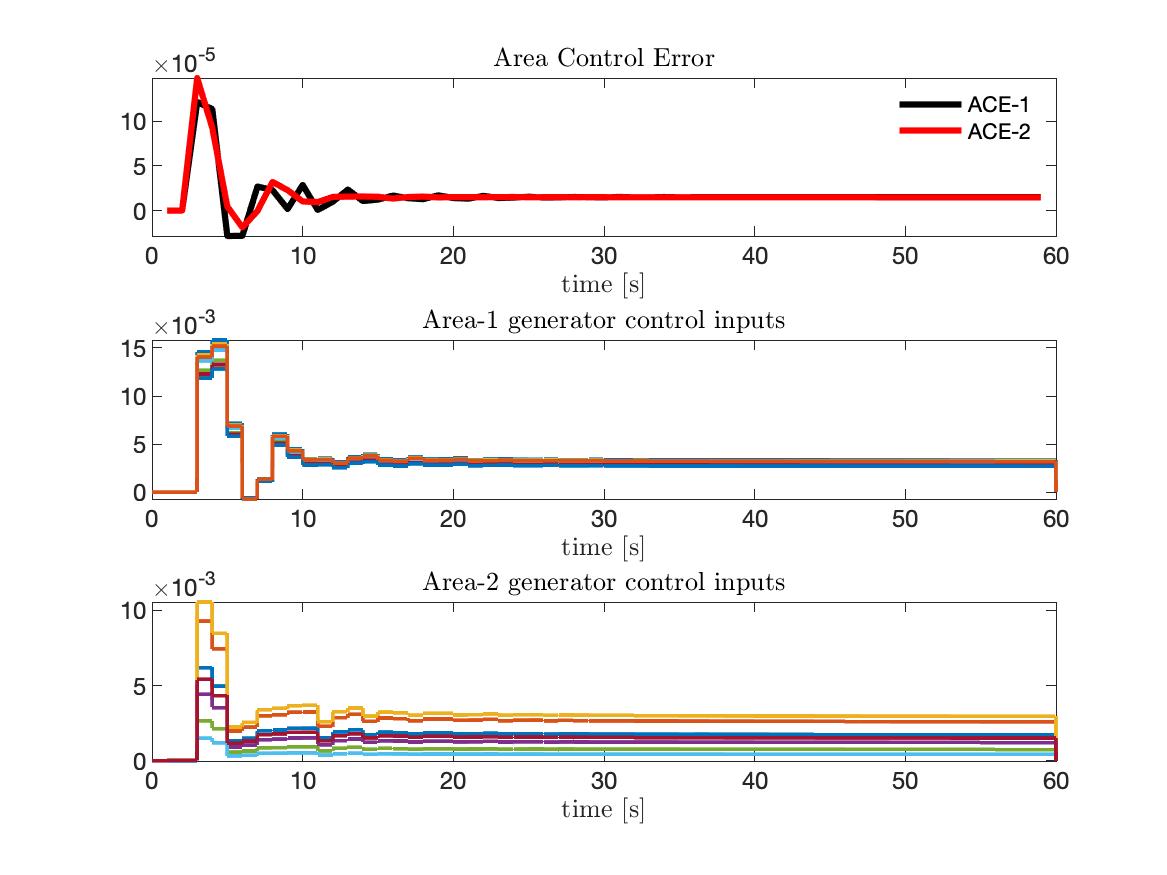 ×10-5
Area Control Error
10
5
0
ACE-1
ACE-2
0 10 20 30 40 50 60
time [s]
×10-3
Area-1 generator control inputs
15
10
5
0
0 10 20 30 40 50 60
time [s]
×10-3
Area-2 generator control inputs
10
5
0
0 10 20 30 40 50 60
time [s]